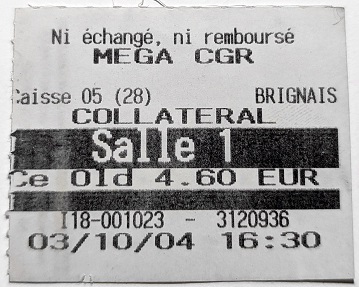 Ni échangé, ni remboursé
MEGA CGR
Caisse 05 (28) BRIGNAIS
COLLATERAL
Salle 1
Ce Old 4.60 EUR
I18-001023 - 3120936
03/10/04 16:30